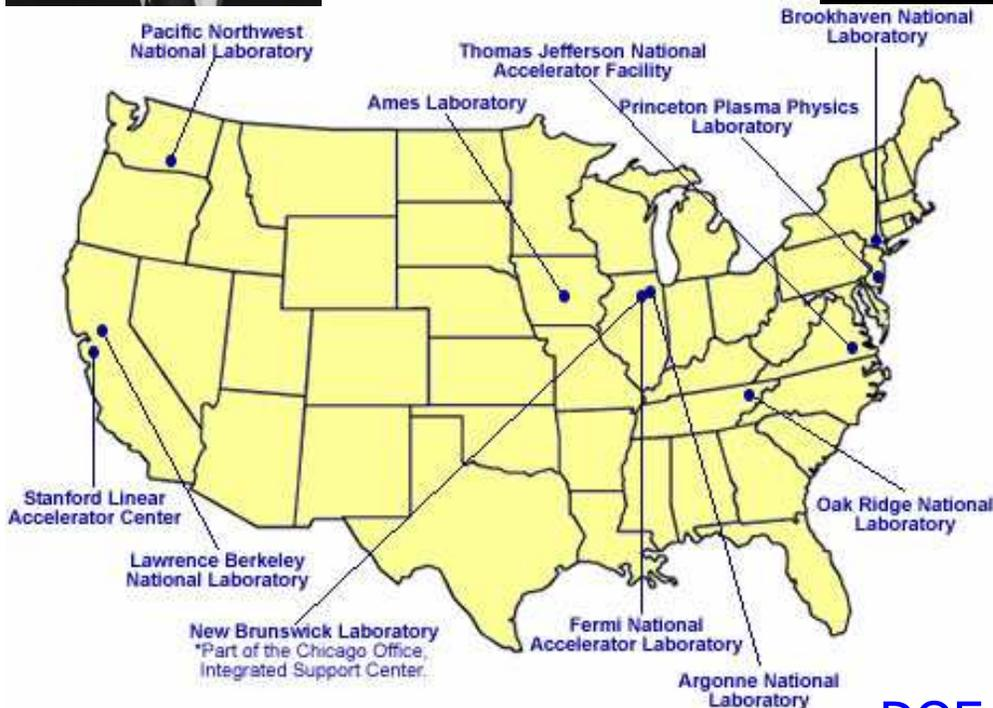 Brookhaven National
Laboratory
Pacific Northwest
National Laboratory
Thomas Jefferson National
Accelerator Facility
Ames Laboratory
Princeton Plasma Physics
Laboratory
Stanford Linear
Accelerator Center
Oak Ridge National
Laboratory
Lawrence Berkeley
National Laboratory
New Brunswick Laboratory
*Part of the Chicago Office,
Integrated Support Center.
Fermi National
Accelerator Laboratory
Argonne National
Laboratory
DOE